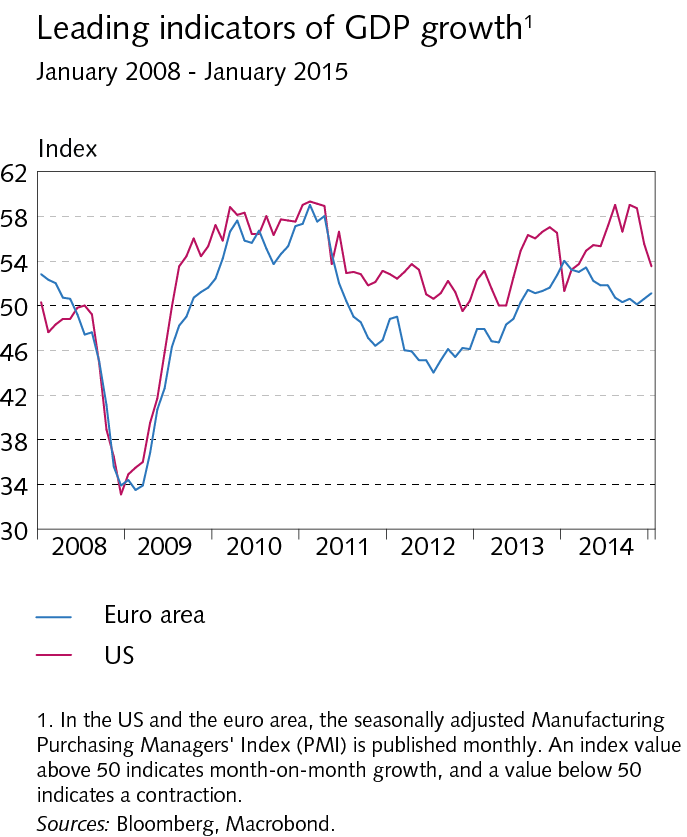 Leading indicators of GDP growth¹
January 2008 - January 2015
Index
62
58
54
50
46
42
38
34
30
2008 2009 2010 2011 2012 2013 2014
Euro area
US
1. In the US and the euro area, the seasonally adjusted Manufacturing
Purchasing Managers' Index (PMI) is published monthly. An index value
above 50 indicates month-on-month growth, and a value below 50
indicates a contraction.
Sources: Bloomberg, Macrobond.